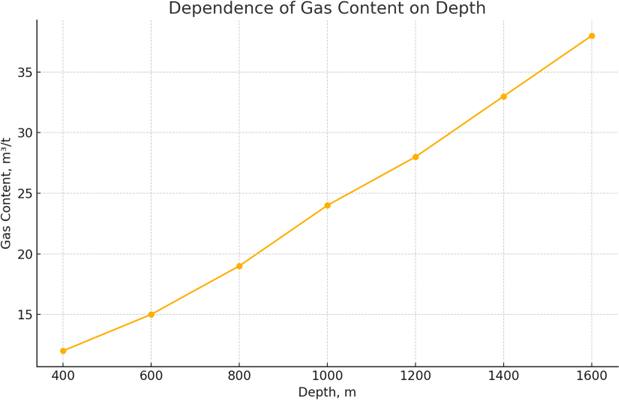 Dependence of Gas Content on Depth
Gas Content, m³/t
35
30
25
20
15
400 600 800 1000 1200 1400 1600
Depth, m